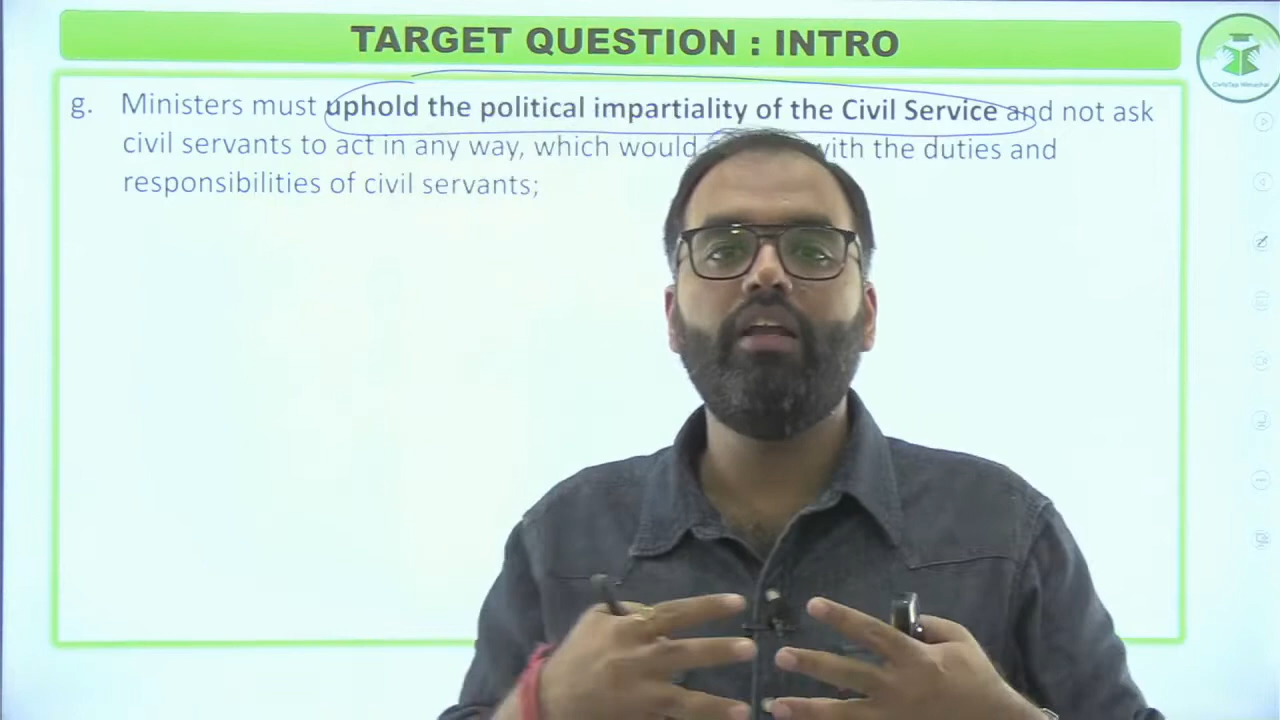 TARGET QUESTION : INTRO
g. Ministers must uphold the political impartiality of the Civil Service and not ask
civil servants to act in any way, which would with the duties and
responsibilities of civil servants;